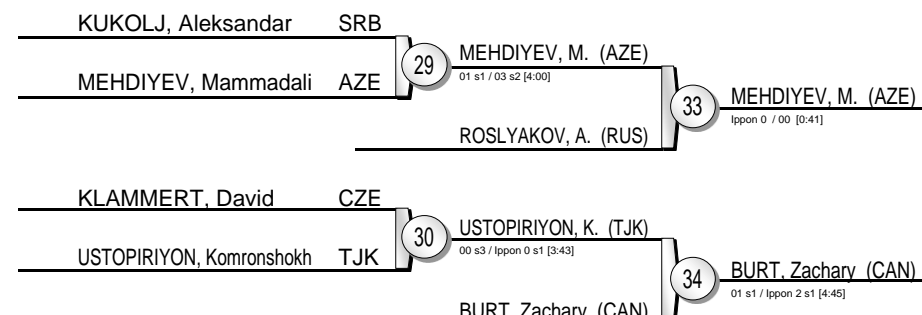 KUKOLJ, Aleksandar SRB
29
MEHDIYEV, M. (AZE)
01 s1 / 03 s2 [4:00]
MEHDIYEV, Mammadali AZE
33
MEHDIYEV, M. (AZE)
Ippon 0 / 00 [0:41]
ROSLYAKOV, A. (RUS)
KLAMMERT, David CZE
30
USTOPIRIYON, K. (TJK)
00 s3 / Ippon 0 s1 [3:43]
USTOPIRIYON, Komronshokh TJK
34
BURT, Zachary (CAN)
01 s1 / Ippon 2 s1 [4:45]
BURT, Zachary (CAN)